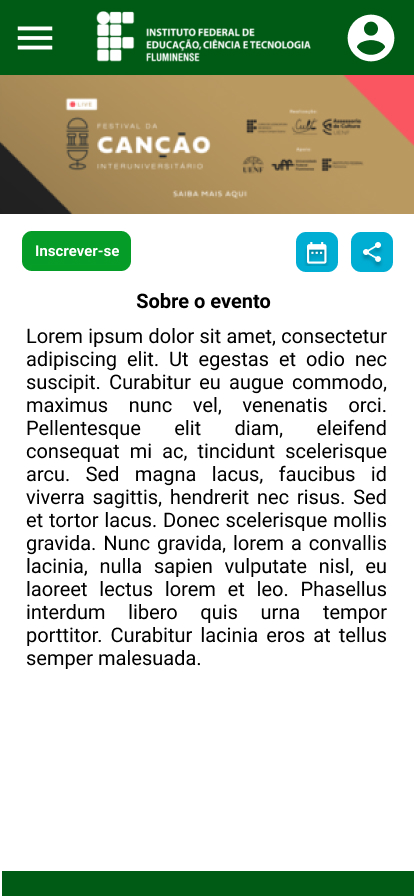 INSTITUTO FEDERAL DE
EDUCAÇÃO, CIÊNCIA E TECNOLOGIA
FLUMINENSE
LIVE
FESTIVAL DA
CANÇÃO
INTERUNIVERSITÁRIO
UENF
uff
SAIBA MAIS AQUI
Inscrever-se
Sobre o evento
Lorem ipsum dolor sit amet, consectetur
adipiscing elit. Ut egestas et odio nec
suscipit. Curabitur eu augue commodo,
maximus nunc vel, venenatis orci.
Pellentesque elit diam, eleifend
consequat mi ac, tincidunt scelerisque
arcu. Sed magna lacus, faucibus id
viverra sagittis, hendrerit nec risus. Sed
et tortor lacus. Donec scelerisque mollis
gravida. Nunc gravida, lorem a convallis
lacinia, nulla sapien vulputate nisl, eu
laoreet lectus lorem et leo. Phasellus
interdum libero quis urna tempor
porttitor. Curabitur lacinia eros at tellus
semper malesuada.